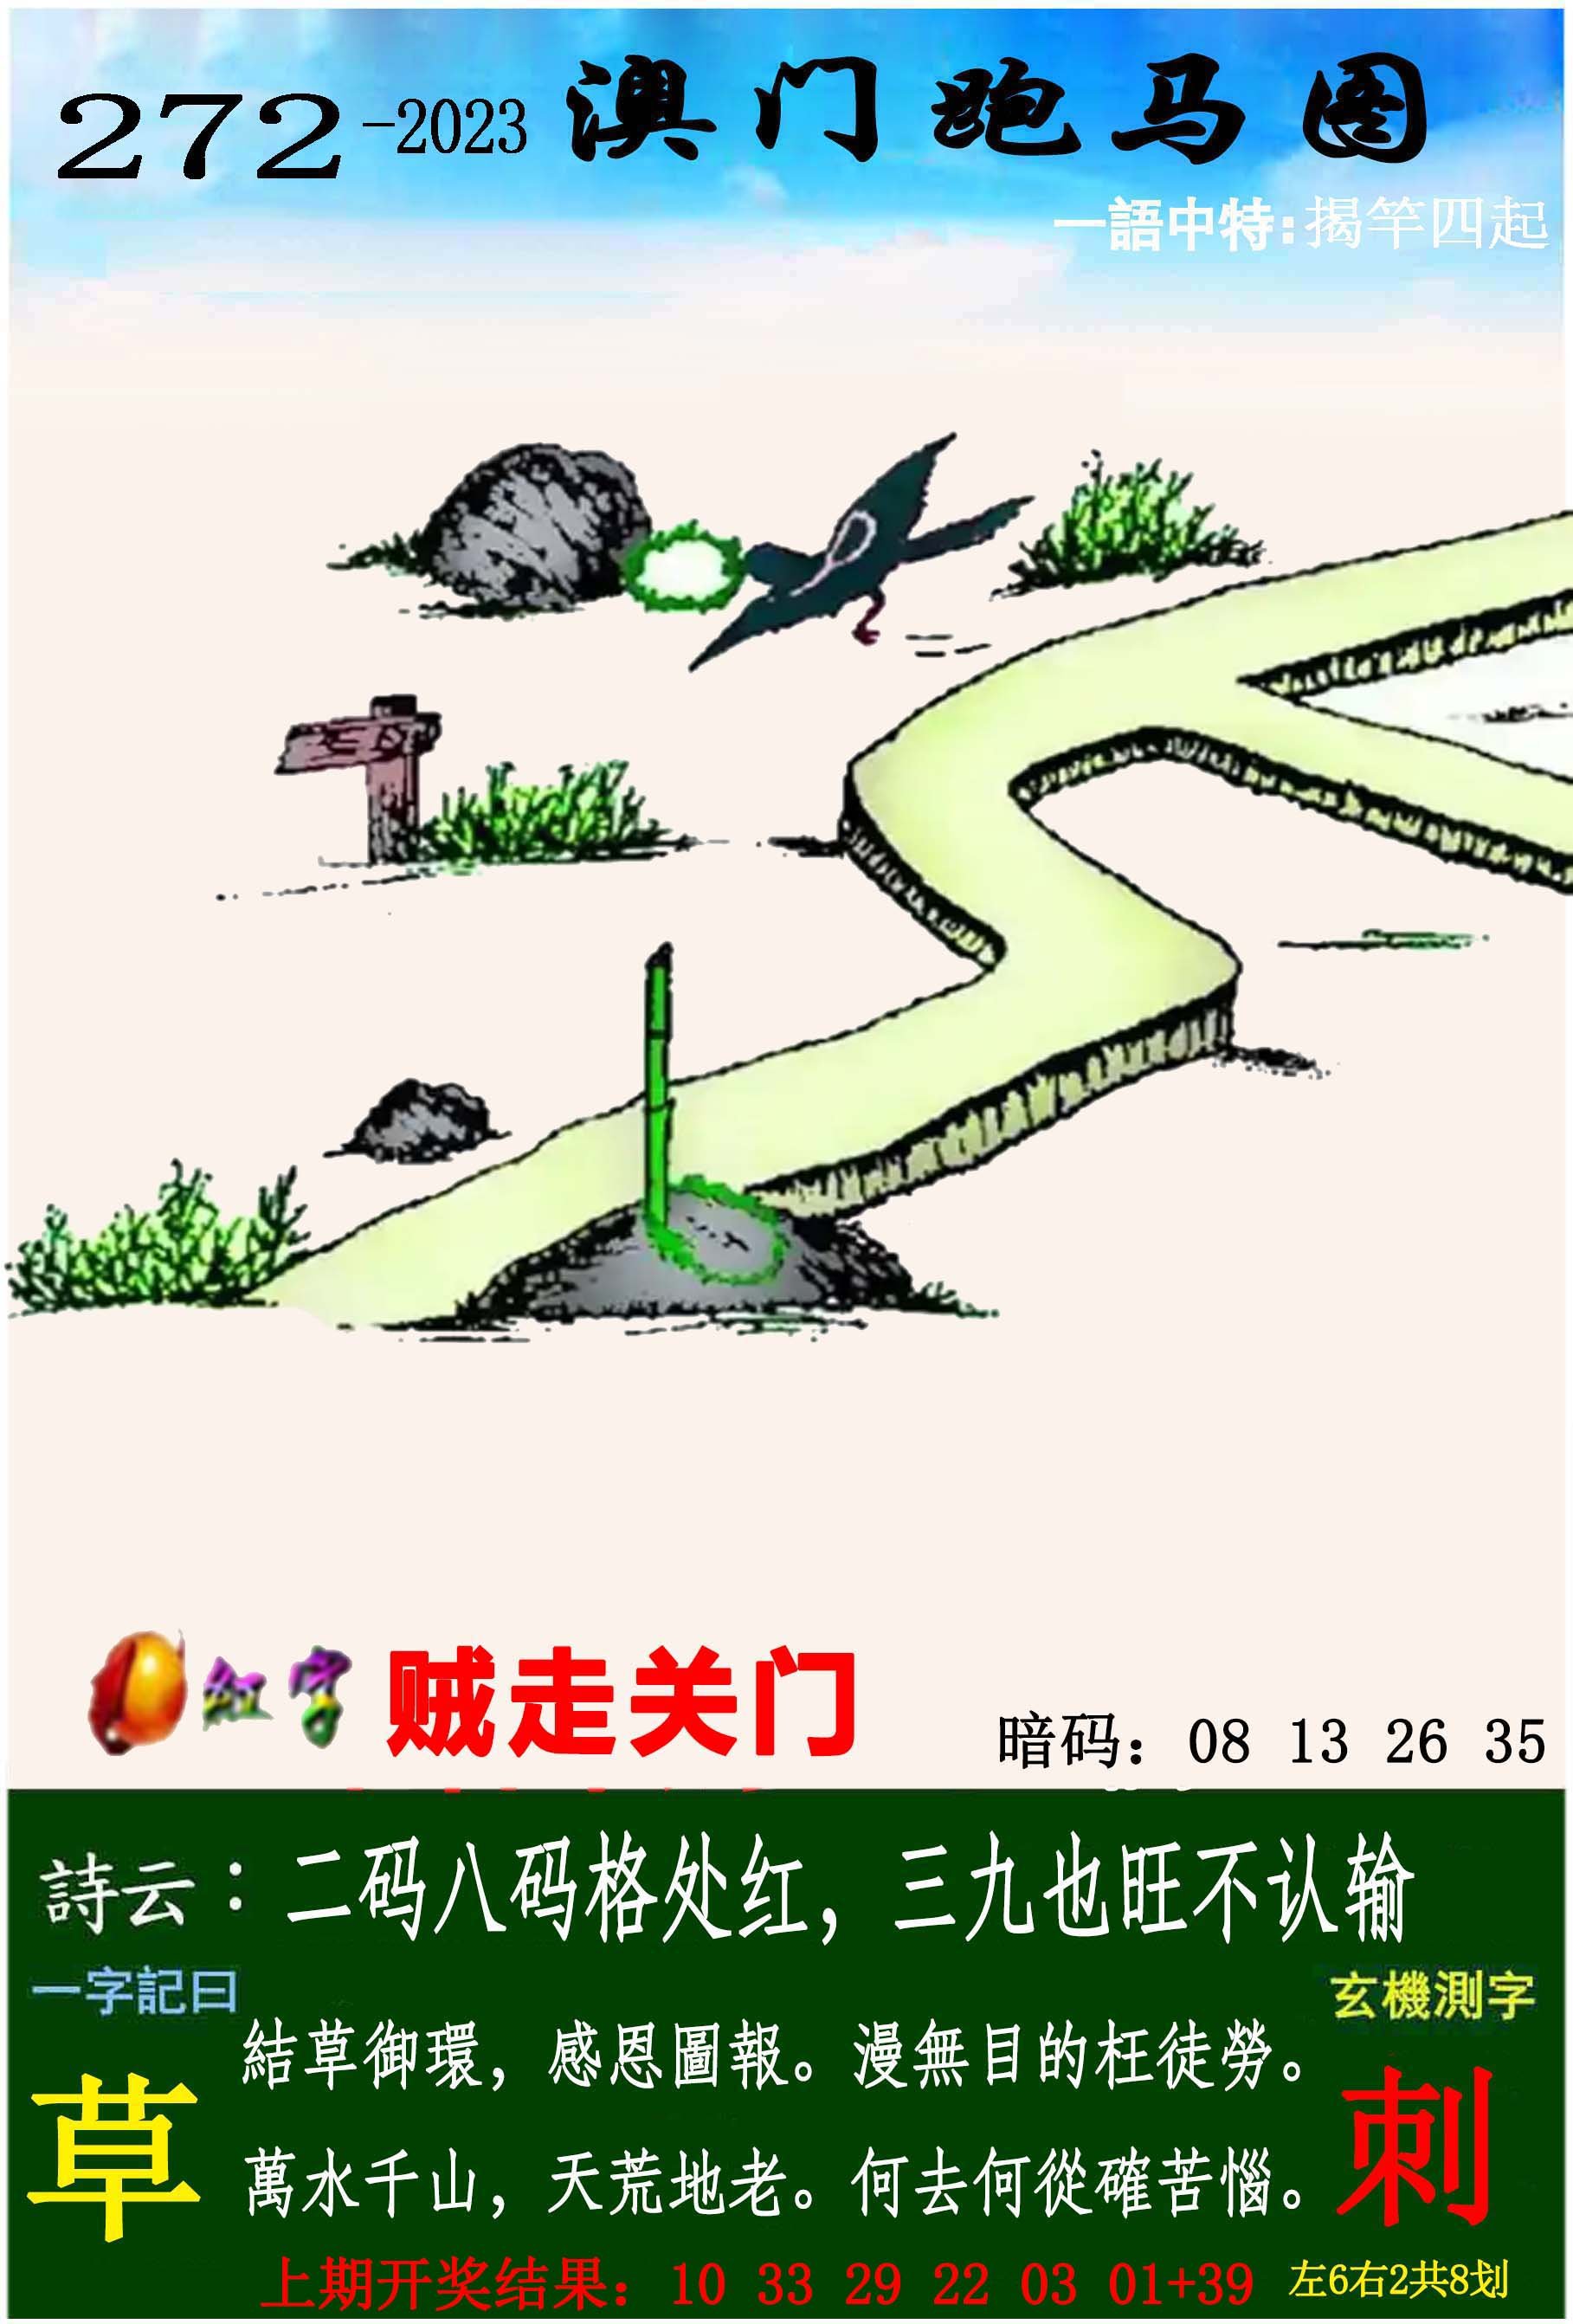 272-2023 澳门跑马图
一語中特:揭竿四起
红字 贼走关门
暗码: 08 13 26 35
詩云：二码八码格处红，三九也旺不认输
一字記曰
玄機測字
結草御環，感恩圖報。漫無目的枉徒勞。
草
刺
萬水千山，天荒地老。何去何從確苦惱。
上期开奖结果: 10 33 29 22 03 01+39
左6右2共8划